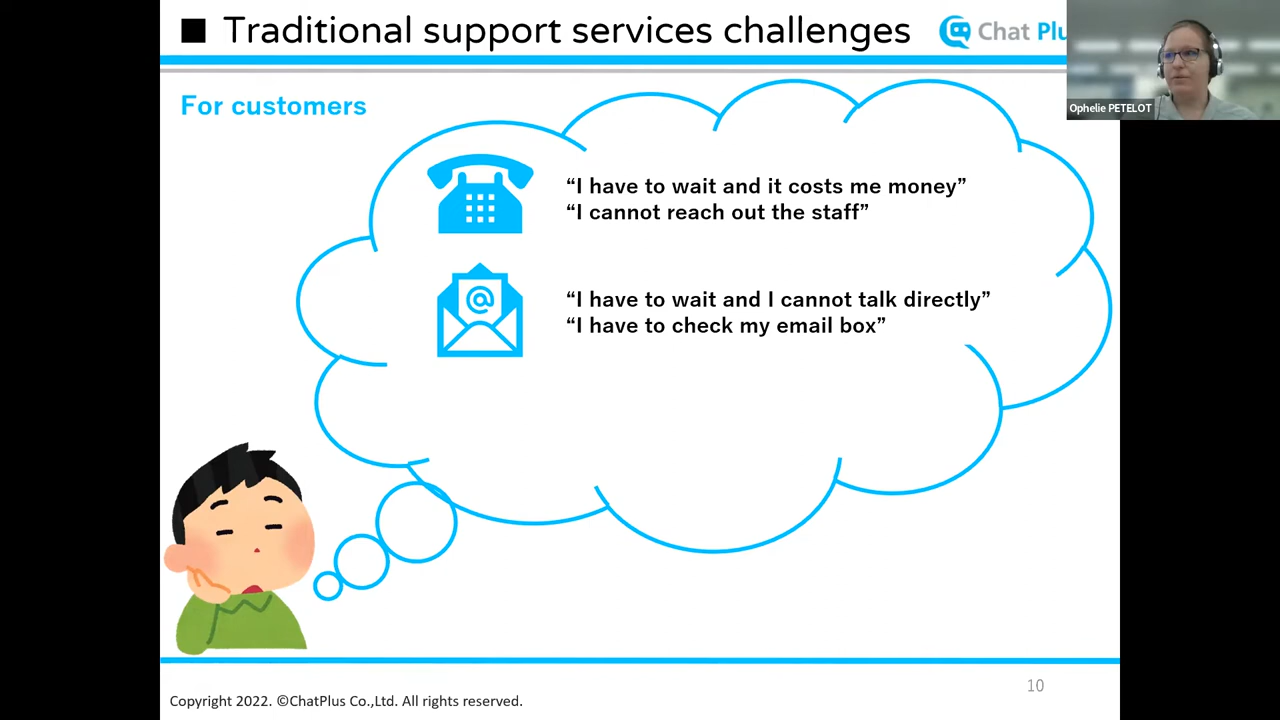 ■ Traditional support services challenges
Chat Plu
Ophelie PETELOT
For customers
“I have to wait and it costs me money”
“I cannot reach out the staff”
@
“I have to wait and I cannot talk directly”
“I have to check my email box”
10
Copyright 2022. ©ChatPlus Co.,Ltd. All rights reserved.